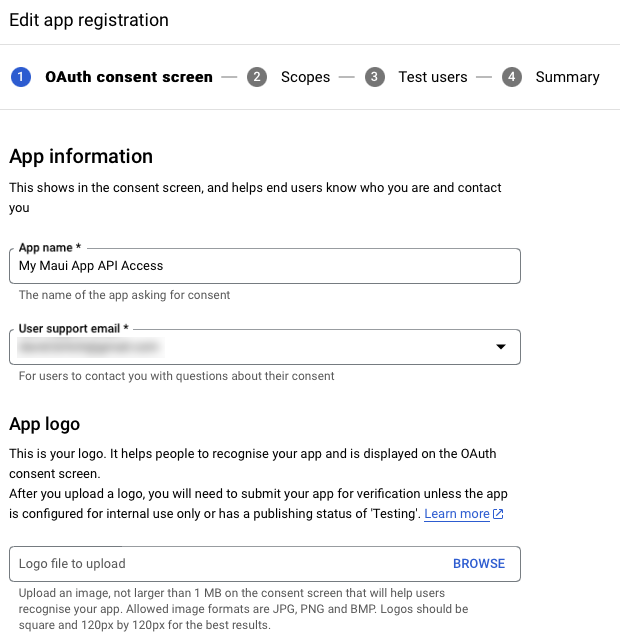 Edit app registration
1 OAuth consent screen — 2 Scopes — 3 Test users — 4 Summary
App information
This shows in the consent screen, and helps end users know who you are and contact
you
App name *
My Maui App API Access
The name of the app asking for consent
User support email *
For users to contact you with questions about their consent
App logo
This is your logo. It helps people to recognise your app and is displayed on the OAuth
consent screen.
After you upload a logo, you will need to submit your app for verification unless the app
is configured for internal use only or has a publishing status of 'Testing'. Learn more
Logo file to upload BROWSE
Upload an image, not larger than 1 MB on the consent screen that will help users
recognise your app. Allowed image formats are JPG, PNG and BMP. Logos should be
square and 120px by 120px for the best results.